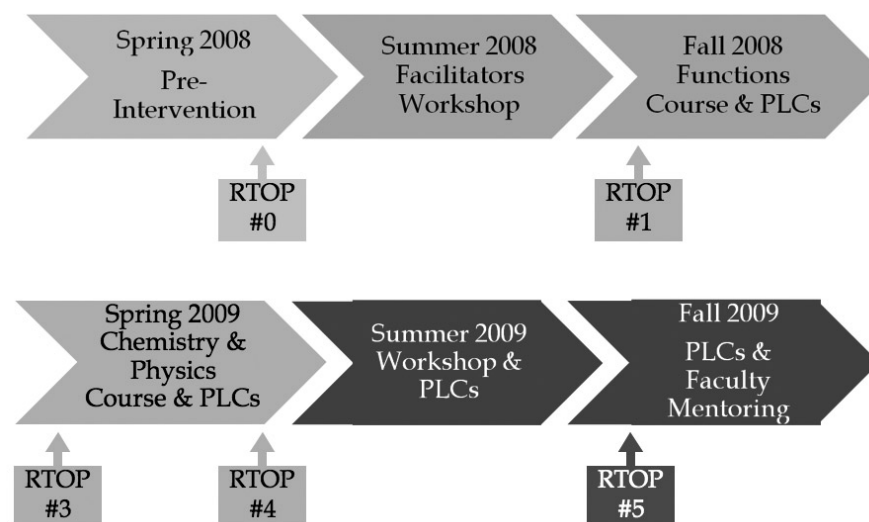 Spring 2008
Pre-
Intervention
Summer 2008
Facilitators
Workshop
Fall 2008
Functions
Course & PLCs
RTOP
#0
RTOP
#1
Spring 2009
Chemistry &
Physics
Course & PLCs
Summer 2009
Workshop &
PLCs
Fall 2009
PLCs &
Faculty
Mentoring
RTOP
#3
RTOP
#4
RTOP
#5